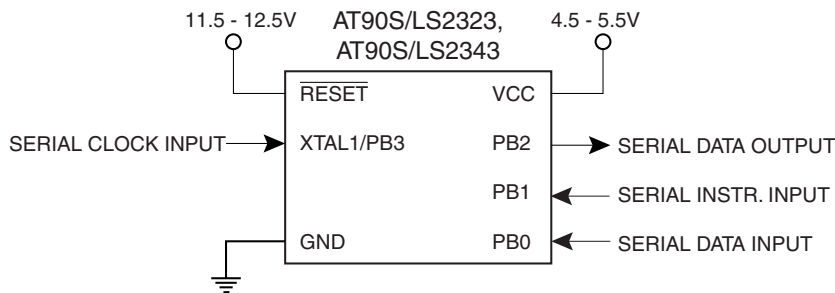 11.5 - 12.5V
AT90S/LS2323,
AT90S/LS2343
4.5 - 5.5V
RESET
VCC
SERIAL CLOCK INPUT
XTAL1/PB3
PB2
SERIAL DATA OUTPUT
PB1
SERIAL INSTR. INPUT
GND
PB0
SERIAL DATA INPUT